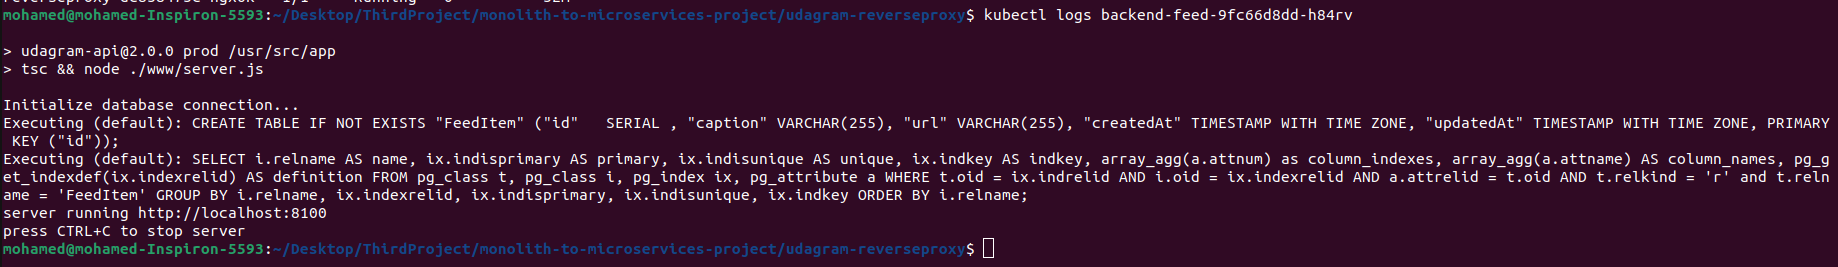 mohamed@mohamed-Inspiron-5593:~/Desktop/ThirdProject/monolith-to-microservices-project/udagram-reverseproxy$ kubectl logs backend-feed-9fc66d8dd-h84rv
> udagram-api@2.0.0 prod /usr/src/app
> tsc && node ./www/server.js
Initialize database connection...
Executing (default): CREATE TABLE IF NOT EXISTS "FeedItem" ("id"   SERIAL , "caption" VARCHAR(255), "url" VARCHAR(255), "createdAt" TIMESTAMP WITH TIME ZONE, "updatedAt" TIMESTAMP WITH TIME ZONE, PRIMARY
 KEY ("id"));
Executing (default): SELECT i.relname AS name, ix.indisprimary AS primary, ix.indisunique AS unique, ix.indkey AS indkey, array_agg(a.attnum) as column_indexes, array_agg(a.attname) AS column_names, pg_g
et_indexdef(ix.indexrelid) AS definition FROM pg_class t, pg_class i, pg_index ix, pg_attribute a WHERE t.oid = ix.indrelid AND i.oid = ix.indexrelid AND a.attrelid = t.oid AND t.relkind = 'r' and t.reln
ame = 'FeedItem' GROUP BY i.relname, ix.indexrelid, ix.indisprimary, ix.indisunique, ix.indkey ORDER BY i.relname;
server running http://localhost:8100
press CTRL+C to stop server
mohamed@mohamed-Inspiron-5593:~/Desktop/ThirdProject/monolith-to-microservices-project/udagram-reverseproxy$